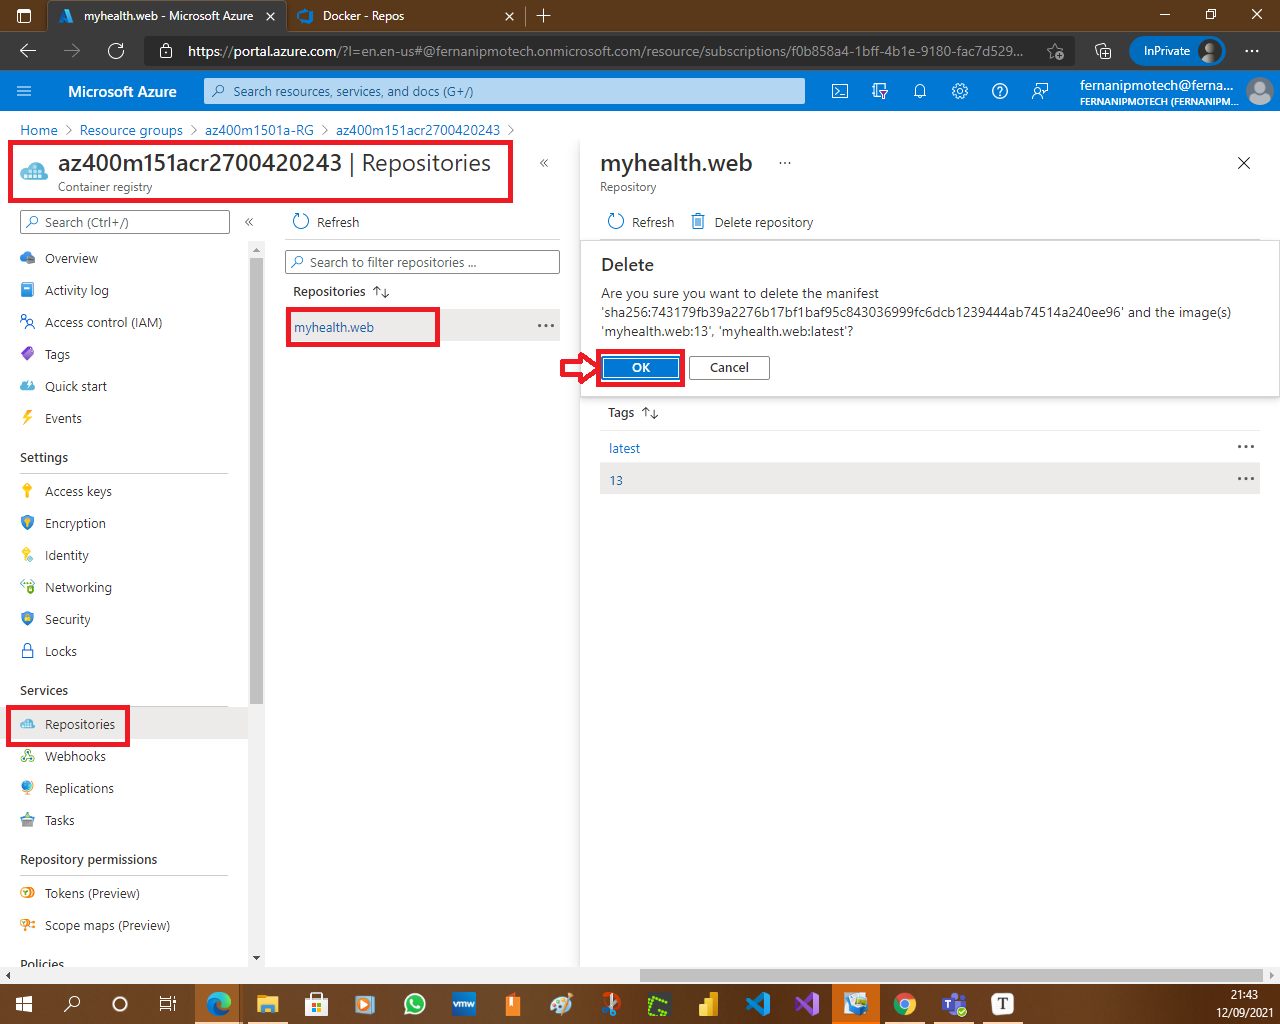 myhealth.web - Microsoft Azure
Docker - Repos
https://portal.azure.com/?l=en.en-us#@fernanipmotech.onmicrosoft.com/resource/subscriptions/f0b858a4-1bff-4b1e-9180-fac7d529...
InPrivate
Microsoft Azure
Search resources, services, and docs (G+/)
fernanipmotech@ferna...
FERNANIPMOTECH (FERNANIPM...
Home > Resource groups > az400m1501a-RG > az400m151acr2700420243 >
az400m151acr2700420243 | Repositories
Container registry
Search (Ctrl+/)
Overview
Activity log
Access control (IAM)
Tags
Quick start
Events
Settings
Access keys
Encryption
Identity
Networking
Security
Locks
Services
Repositories
Webhooks
Replications
Tasks
Repository permissions
Tokens (Preview)
Scope maps (Preview)
Policies
Refresh
Search to filter repositories ...
Repositories
myhealth.web
myhealth.web
Repository
Refresh
Delete repository
Delete
Are you sure you want to delete the manifest
'sha256:743179fb39a2276b17bf1baf95c843036999fc6dcb1239444ab74514a240ee96' and the image(s)
'myhealth.web:13', 'myhealth.web:latest'?
OK
Cancel
Tags
latest
13
vmw
T
21:43
12/09/2021